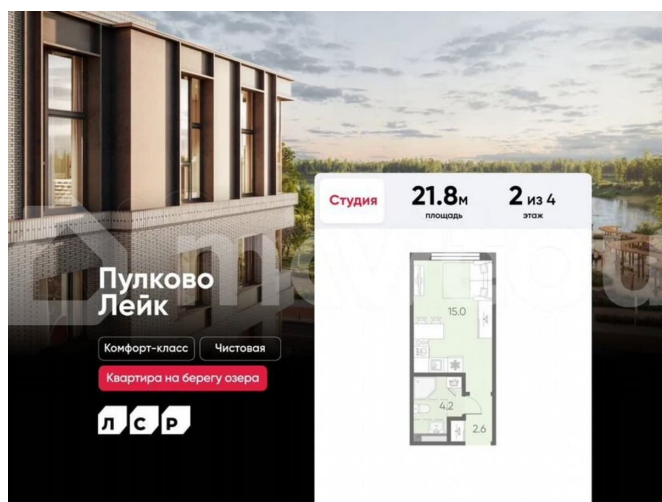 Студия
21.8м
площадь
2 из 4
этаж
Пулково
Лейк
Комфорт-класс
Чистовая
Квартира на берегу озера
ЛСР
15.0
4.2
2.6